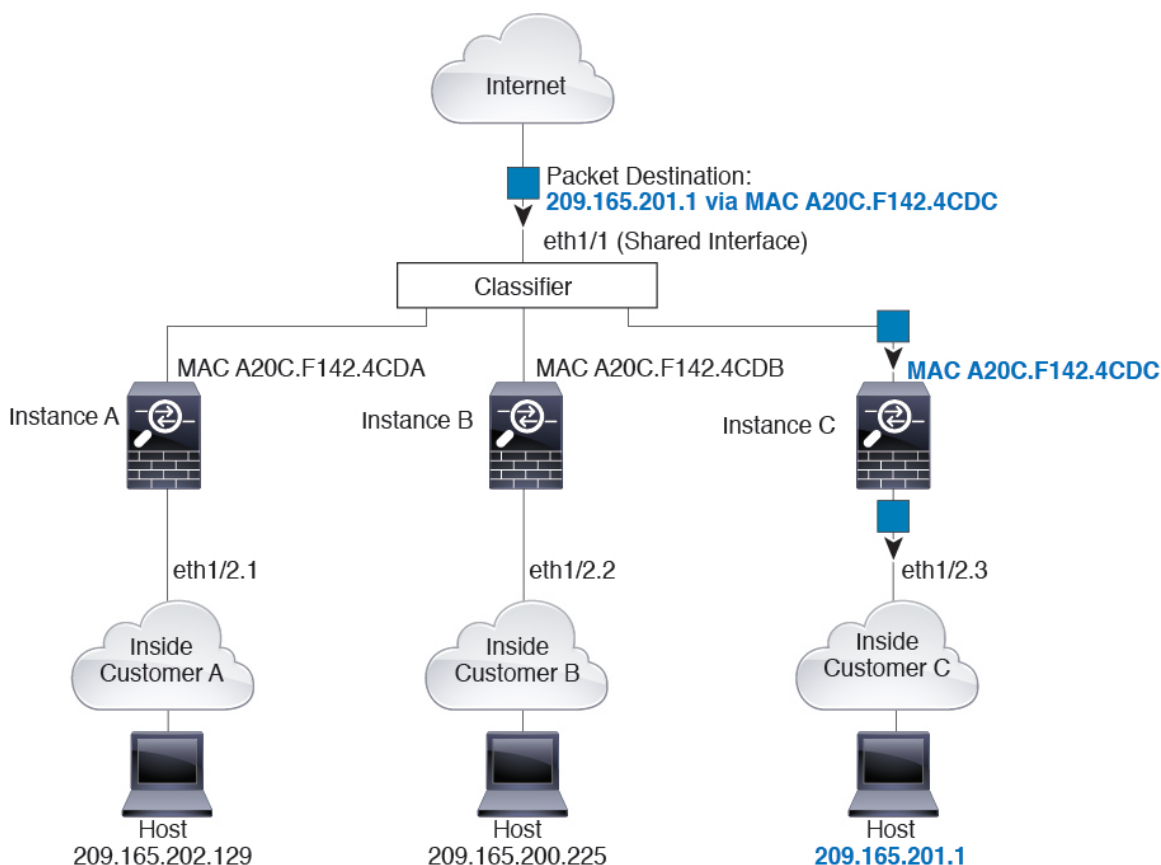 Internet
Packet Destination:
209.165.201.1 via MAC A20C.F142.4CDC
eth1/1 (Shared Interface)
Classifier
MAC A20C.F142.4CDA
MAC A20C.F142.4CDB
MAC A20C.F142.4CDC
Instance A
Instance B
Instance C
eth1/2.1
eth1/2.2
eth1/2.3
Inside
Customer A
Inside
Customer B
Inside
Customer C
Host
209.165.202.129
Host
209.165.200.225
Host
209.165.201.1